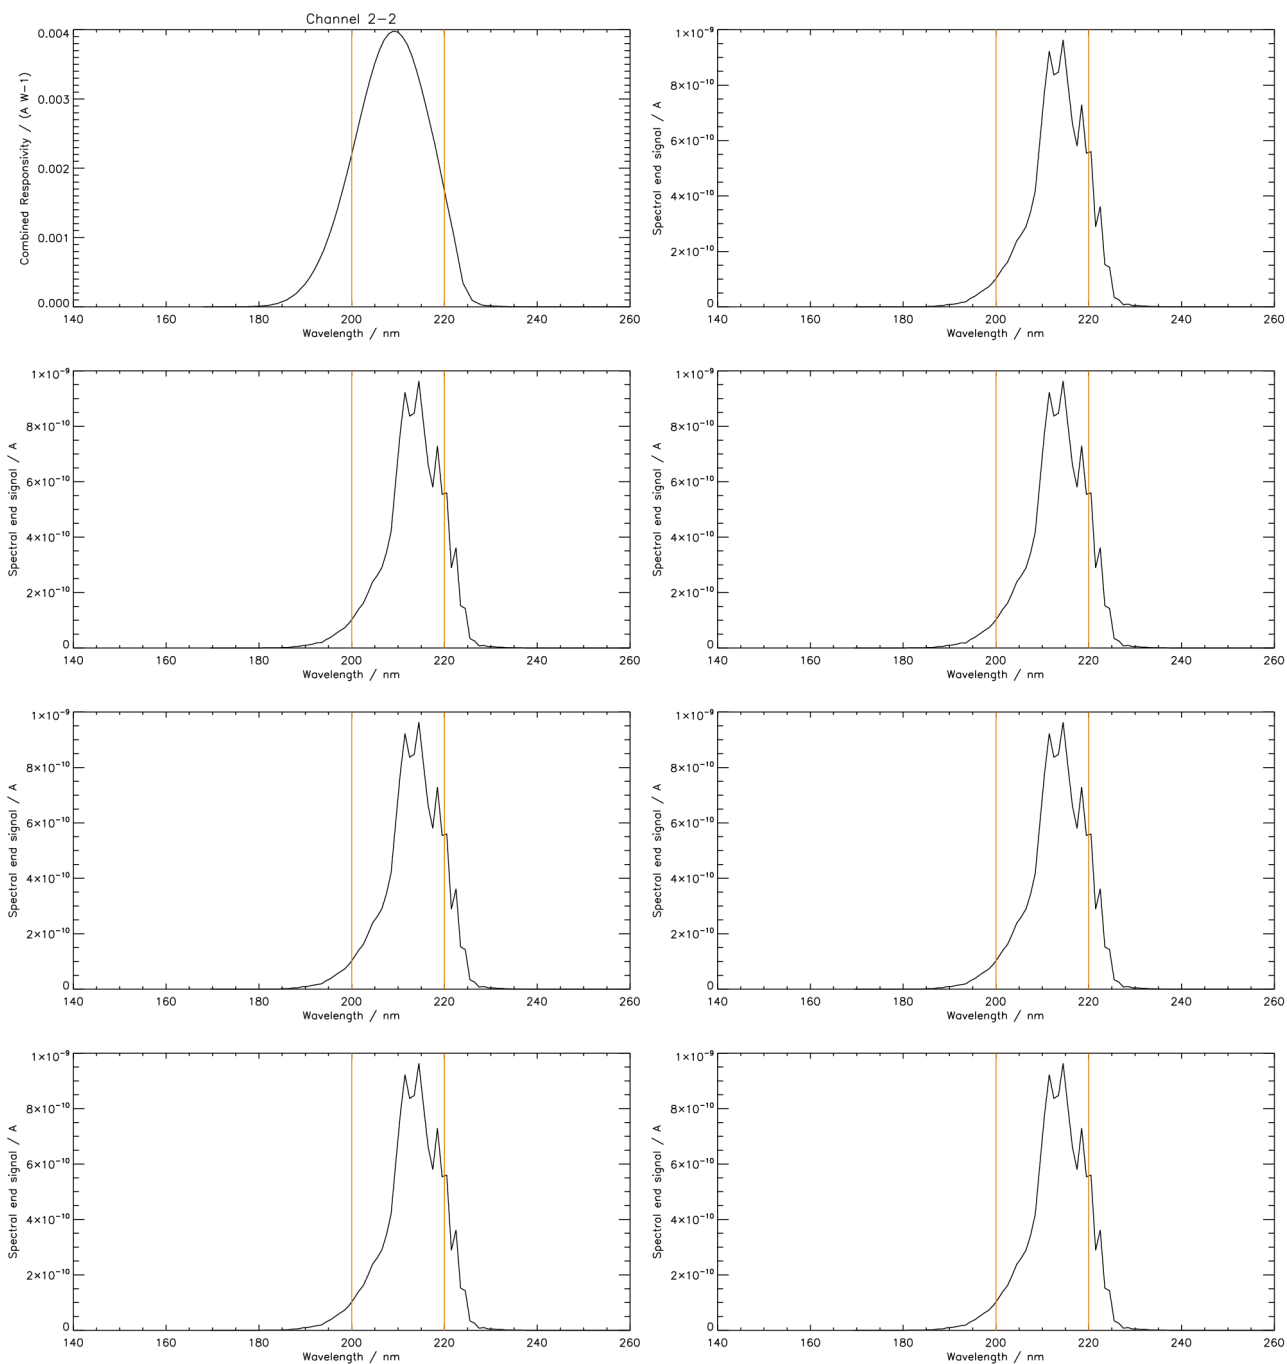 Channel 2-2
Combined Responsivity / (A W-1)
0.004
0.003
0.002
0.001
0.000
140 160 180 200 220 240 260
Wavelength / nm
Spectral end signal / A
1×10⁻⁹
8×10⁻¹⁰
6×10⁻¹⁰
4×10⁻¹⁰
2×10⁻¹⁰
0
140 160 180 200 220 240 260
Wavelength / nm
Spectral end signal / A
1×10⁻⁹
8×10⁻¹⁰
6×10⁻¹⁰
4×10⁻¹⁰
2×10⁻¹⁰
0
140 160 180 200 220 240 260
Wavelength / nm
Spectral end signal / A
1×10⁻⁹
8×10⁻¹⁰
6×10⁻¹⁰
4×10⁻¹⁰
2×10⁻¹⁰
0
140 160 180 200 220 240 260
Wavelength / nm
Spectral end signal / A
1×10⁻⁹
8×10⁻¹⁰
6×10⁻¹⁰
4×10⁻¹⁰
2×10⁻¹⁰
0
140 160 180 200 220 240 260
Wavelength / nm
Spectral end signal / A
1×10⁻⁹
8×10⁻¹⁰
6×10⁻¹⁰
4×10⁻¹⁰
2×10⁻¹⁰
0
140 160 180 200 220 240 260
Wavelength / nm
Spectral end signal / A
1×10⁻⁹
8×10⁻¹⁰
6×10⁻¹⁰
4×10⁻¹⁰
2×10⁻¹⁰
0
140 160 180 200 220 240 260
Wavelength / nm
Spectral end signal / A
1×10⁻⁹
8×10⁻¹⁰
6×10⁻¹⁰
4×10⁻¹⁰
2×10⁻¹⁰
0
140 160 180 200 220 240 260
Wavelength / nm